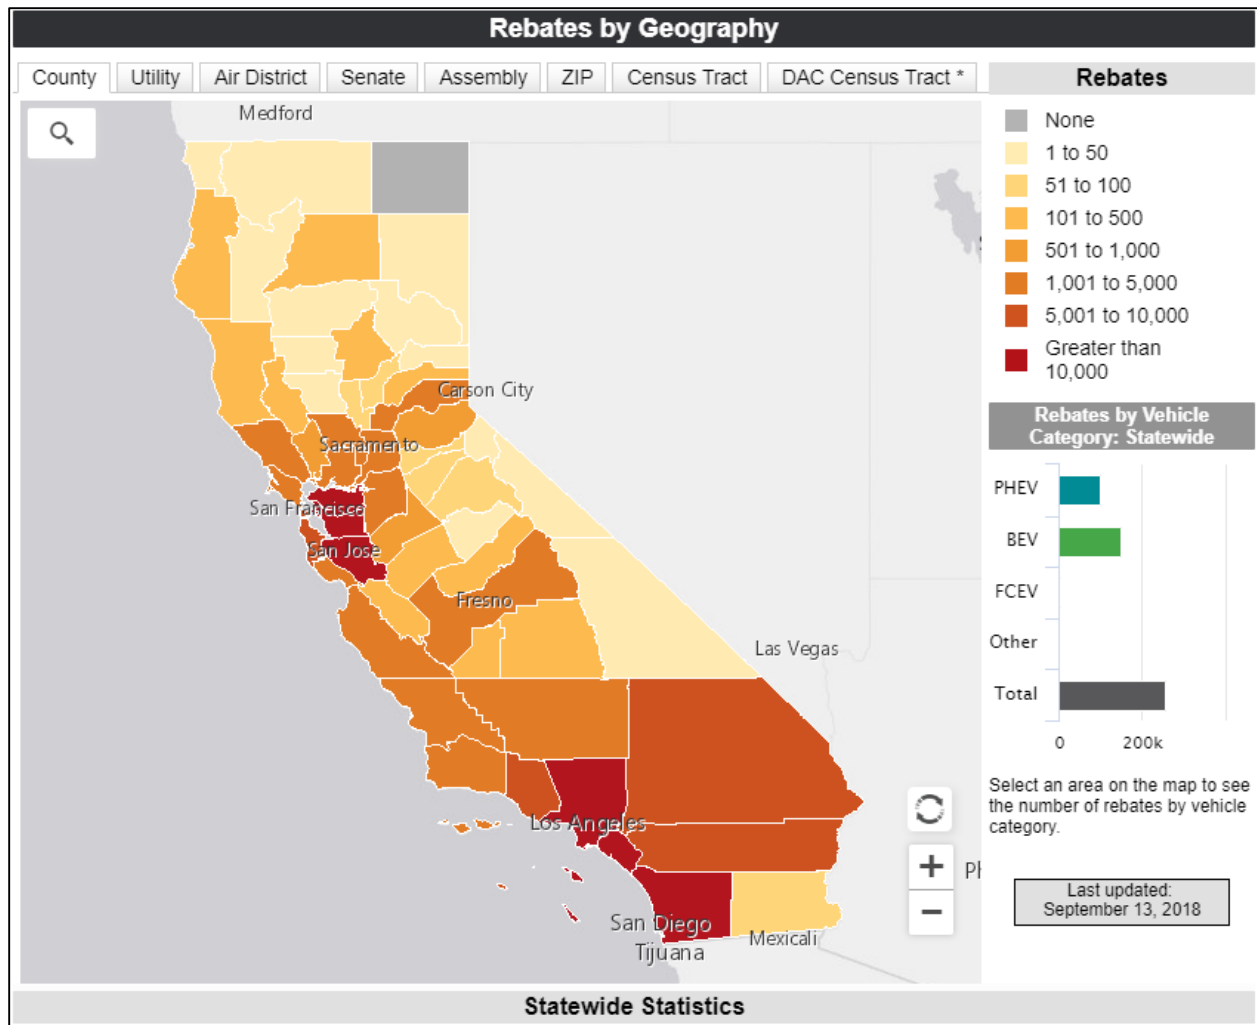 Rebates by Geography
County
Utility
Air District
Senate
Assembly
ZIP
Census Tract
DAC Census Tract *
Rebates
None
1 to 50
51 to 100
101 to 500
501 to 1,000
1,001 to 5,000
5,001 to 10,000
Greater than
10,000
Medford
Carson City
Sacramento
San Francisco
San Jose
Fresno
Las Vegas
Los Angeles
San Diego
Tijuana
Mexicali
Rebates by Vehicle
Category: Statewide
PHEV
BEV
FCEV
Other
Total
0
200k
Select an area on the map to see
the number of rebates by vehicle
category.
Last updated:
September 13, 2018
+
−
Statewide Statistics